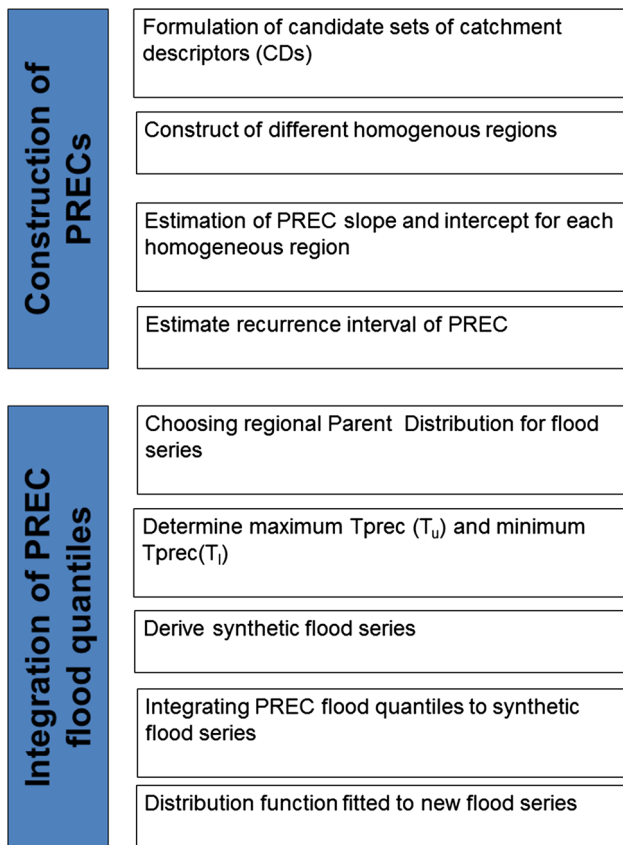 Construction of
PRECs
Formulation of candidate sets of catchment
descriptors (CDs)
Construct of different homogenous regions
Estimation of PREC slope and intercept for each
homogeneous region
Estimate recurrence interval of PREC
Integration of PREC
flood quantiles
Choosing regional Parent Distribution for flood
series
Determine maximum Tprec (Tu) and minimum
Tprec(Tl)
Derive synthetic flood series
Integrating PREC flood quantiles to synthetic
flood series
Distribution function fitted to new flood series